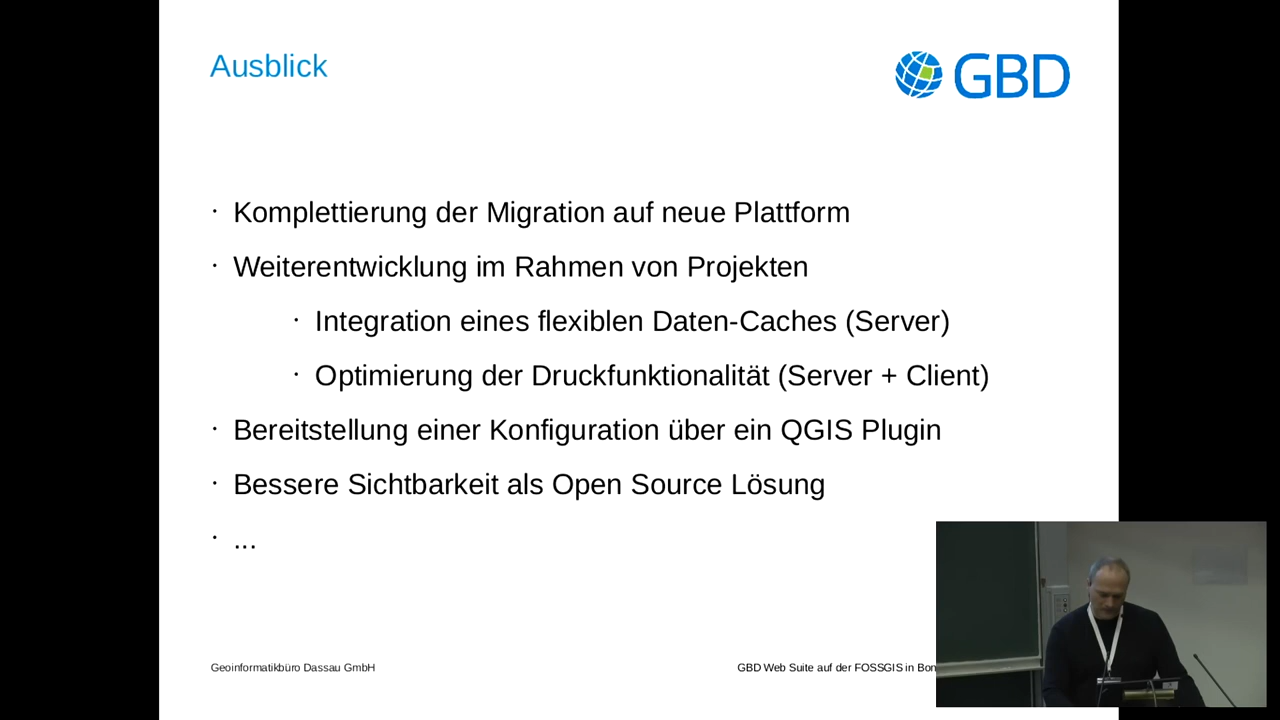 Ausblick
GBD
· Komplettierung der Migration auf neue Plattform
· Weiterentwicklung im Rahmen von Projekten
· Integration eines flexiblen Daten-Caches (Server)
· Optimierung der Druckfunktionalität (Server + Client)
· Bereitstellung einer Konfiguration über ein QGIS Plugin
· Bessere Sichtbarkeit als Open Source Lösung
· ...
Geoinformatikbüro Dassau GmbH
GBD Web Suite auf der FOSSGIS in Bon